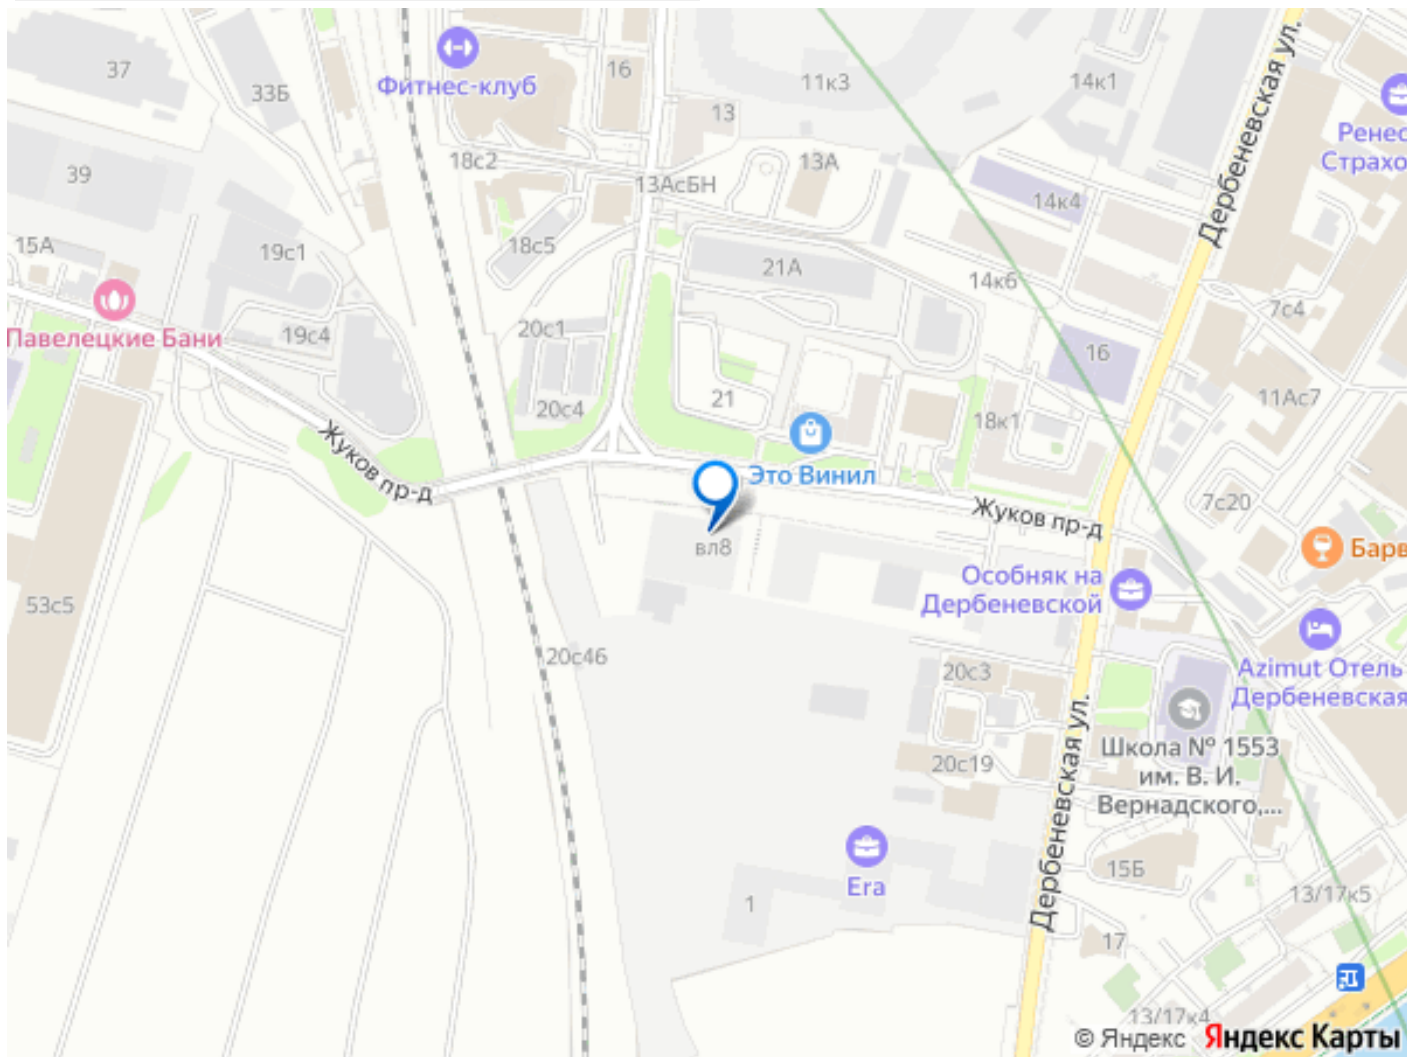 37
33Б
Фитнес-клуб
16
13
11к3
14к1
Дербеневская ул.
Ренес
Страхо
39
18с2
13АсБН
13А
14к4
15А
19с1
18с5
21А
14к6
7с4
Павелецкие Бани
19с4
20с1
16
20с4
21
11Ас7
18к1
Жуков пр-д
Это Винил
7с20
Жуков пр-д
вл8
Барв
Особняк на
Дербеневской
53с5
20с46
20с3
Azimut Отель
Дербеневская
Школа № 1553
им. В. И.
Вернадского,...
20с19
Дербеневская ул.
Era
15Б
1
13/17к5
17
13/17к4
© Яндекс Яндекс Карты